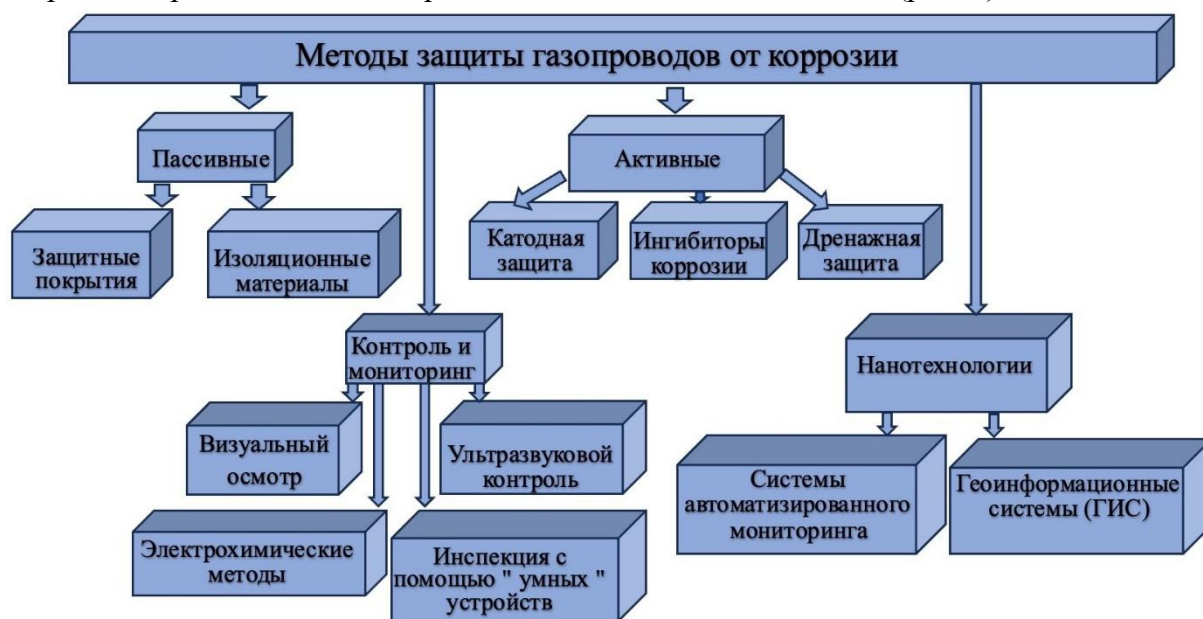 Методы защиты газопроводов от коррозии
Пассивные
Активные
Защитные
покрытия
Изоляционные
материалы
Катодная
защита
Ингибиторы
коррозии
Дренажная
защита
Контроль и
мониторинг
Нанотехнологии
Визуальный
осмотр
Ультразвуковой
контроль
Электрохимические
методы
Инспекция с
помощью " умных "
устройств
Системы
автоматизированного
мониторинга
Геоинформационные
системы (ГИС)